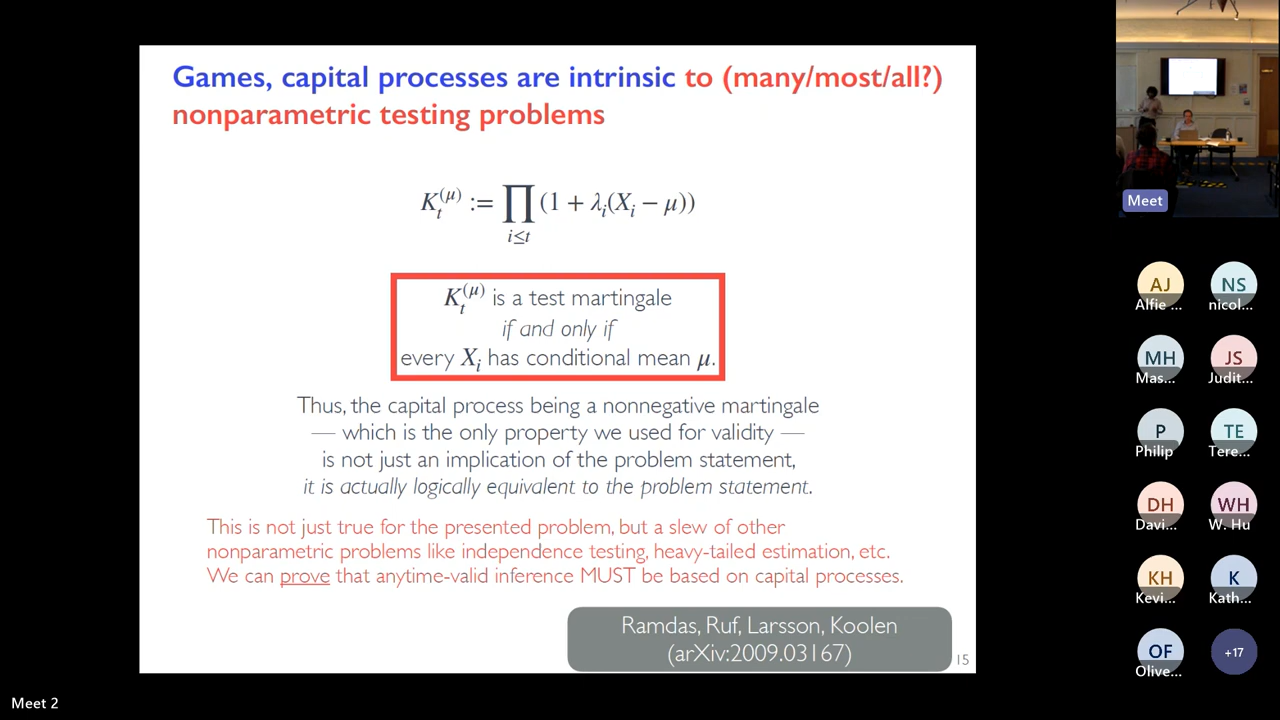 Games, capital processes are intrinsic to (many/most/all?)
nonparametric testing problems
K_t^{(μ)} := ∏_{i≤t} (1 + λ_i(X_i − μ))
K_t^{(μ)} is a test martingale
if and only if
every X_i has conditional mean μ.
Thus, the capital process being a nonnegative martingale
— which is the only property we used for validity —
is not just an implication of the problem statement,
it is actually logically equivalent to the problem statement.
This is not just true for the presented problem, but a slew of other
nonparametric problems like independence testing, heavy-tailed estimation, etc.
We can prove that anytime-valid inference MUST be based on capital processes.
Ramdas, Ruf, Larsson, Koolen
(arXiv:2009.03167)
15
Meet
AJ NS
Alfie ... nicol...
MH JS
Mas... Judit...
P TE
Philip Tere...
DH WH
Davi... W. Hu
KH K
Kevi... Kath...
OF +17
Olive...
Meet 2